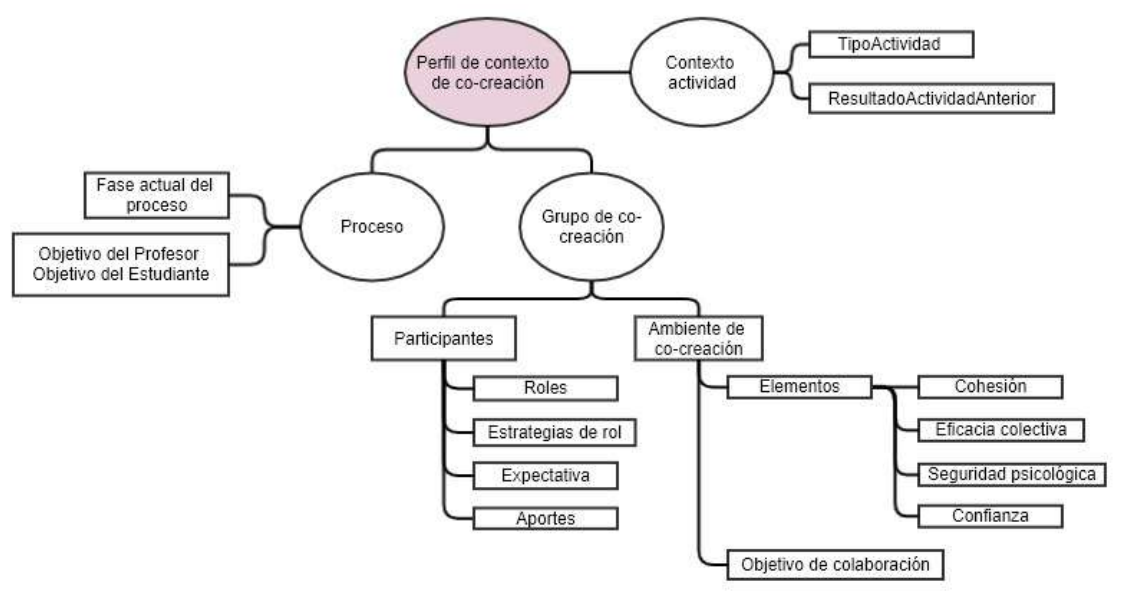 Perfil de contexto
de co-creación
Contexto
actividad
TipoActividad
ResultadoActividadAnterior
Fase actual del
proceso
Objetivo del Profesor
Objetivo del Estudiante
Proceso
Grupo de co-
creación
Participantes
Roles
Estrategias de rol
Expectativa
Aportes
Ambiente de
co-creación
Elementos
Cohesión
Eficacia colectiva
Seguridad psicológica
Confianza
Objetivo de colaboración